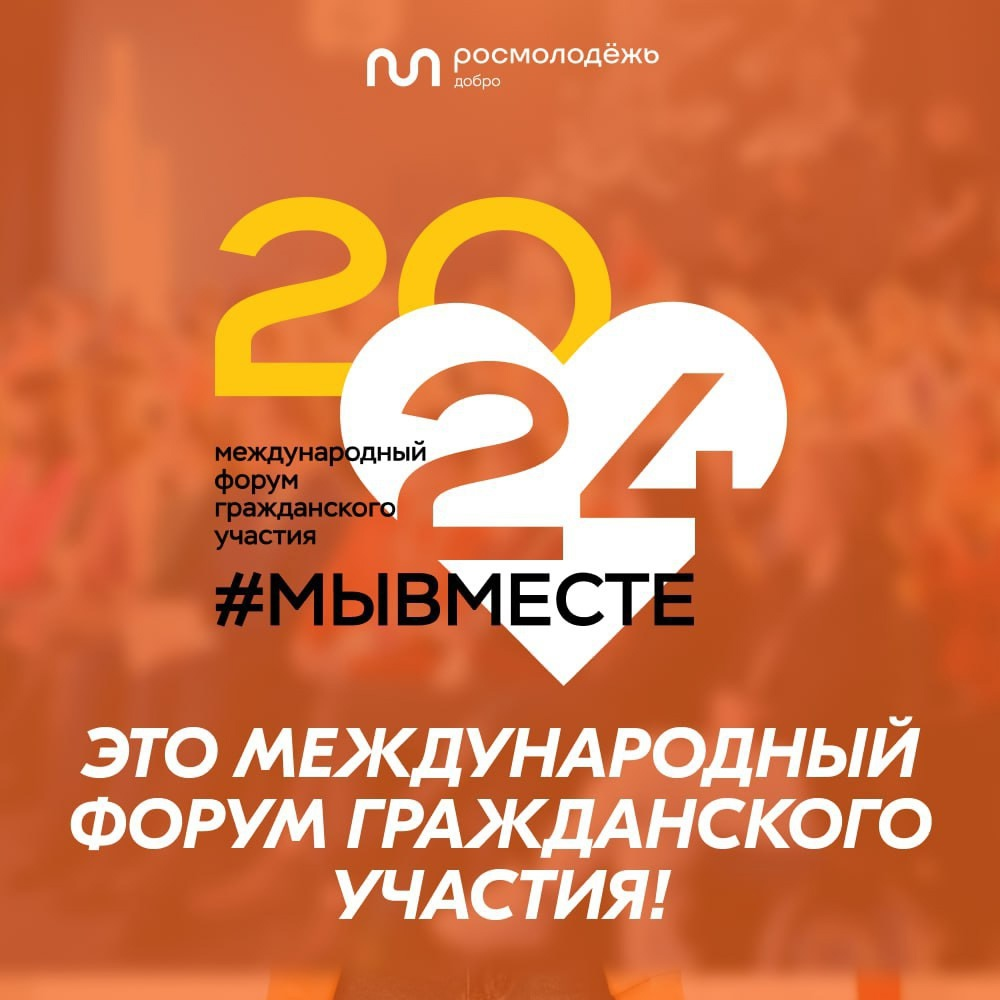 росмолодёжь
добро
20
24
международный
форум
гражданского
участия
#МЫВМЕСТЕ
ЭТО МЕЖДУНАРОДНЫЙ
ФОРУМ ГРАЖДАНСКОГО
УЧАСТИЯ!